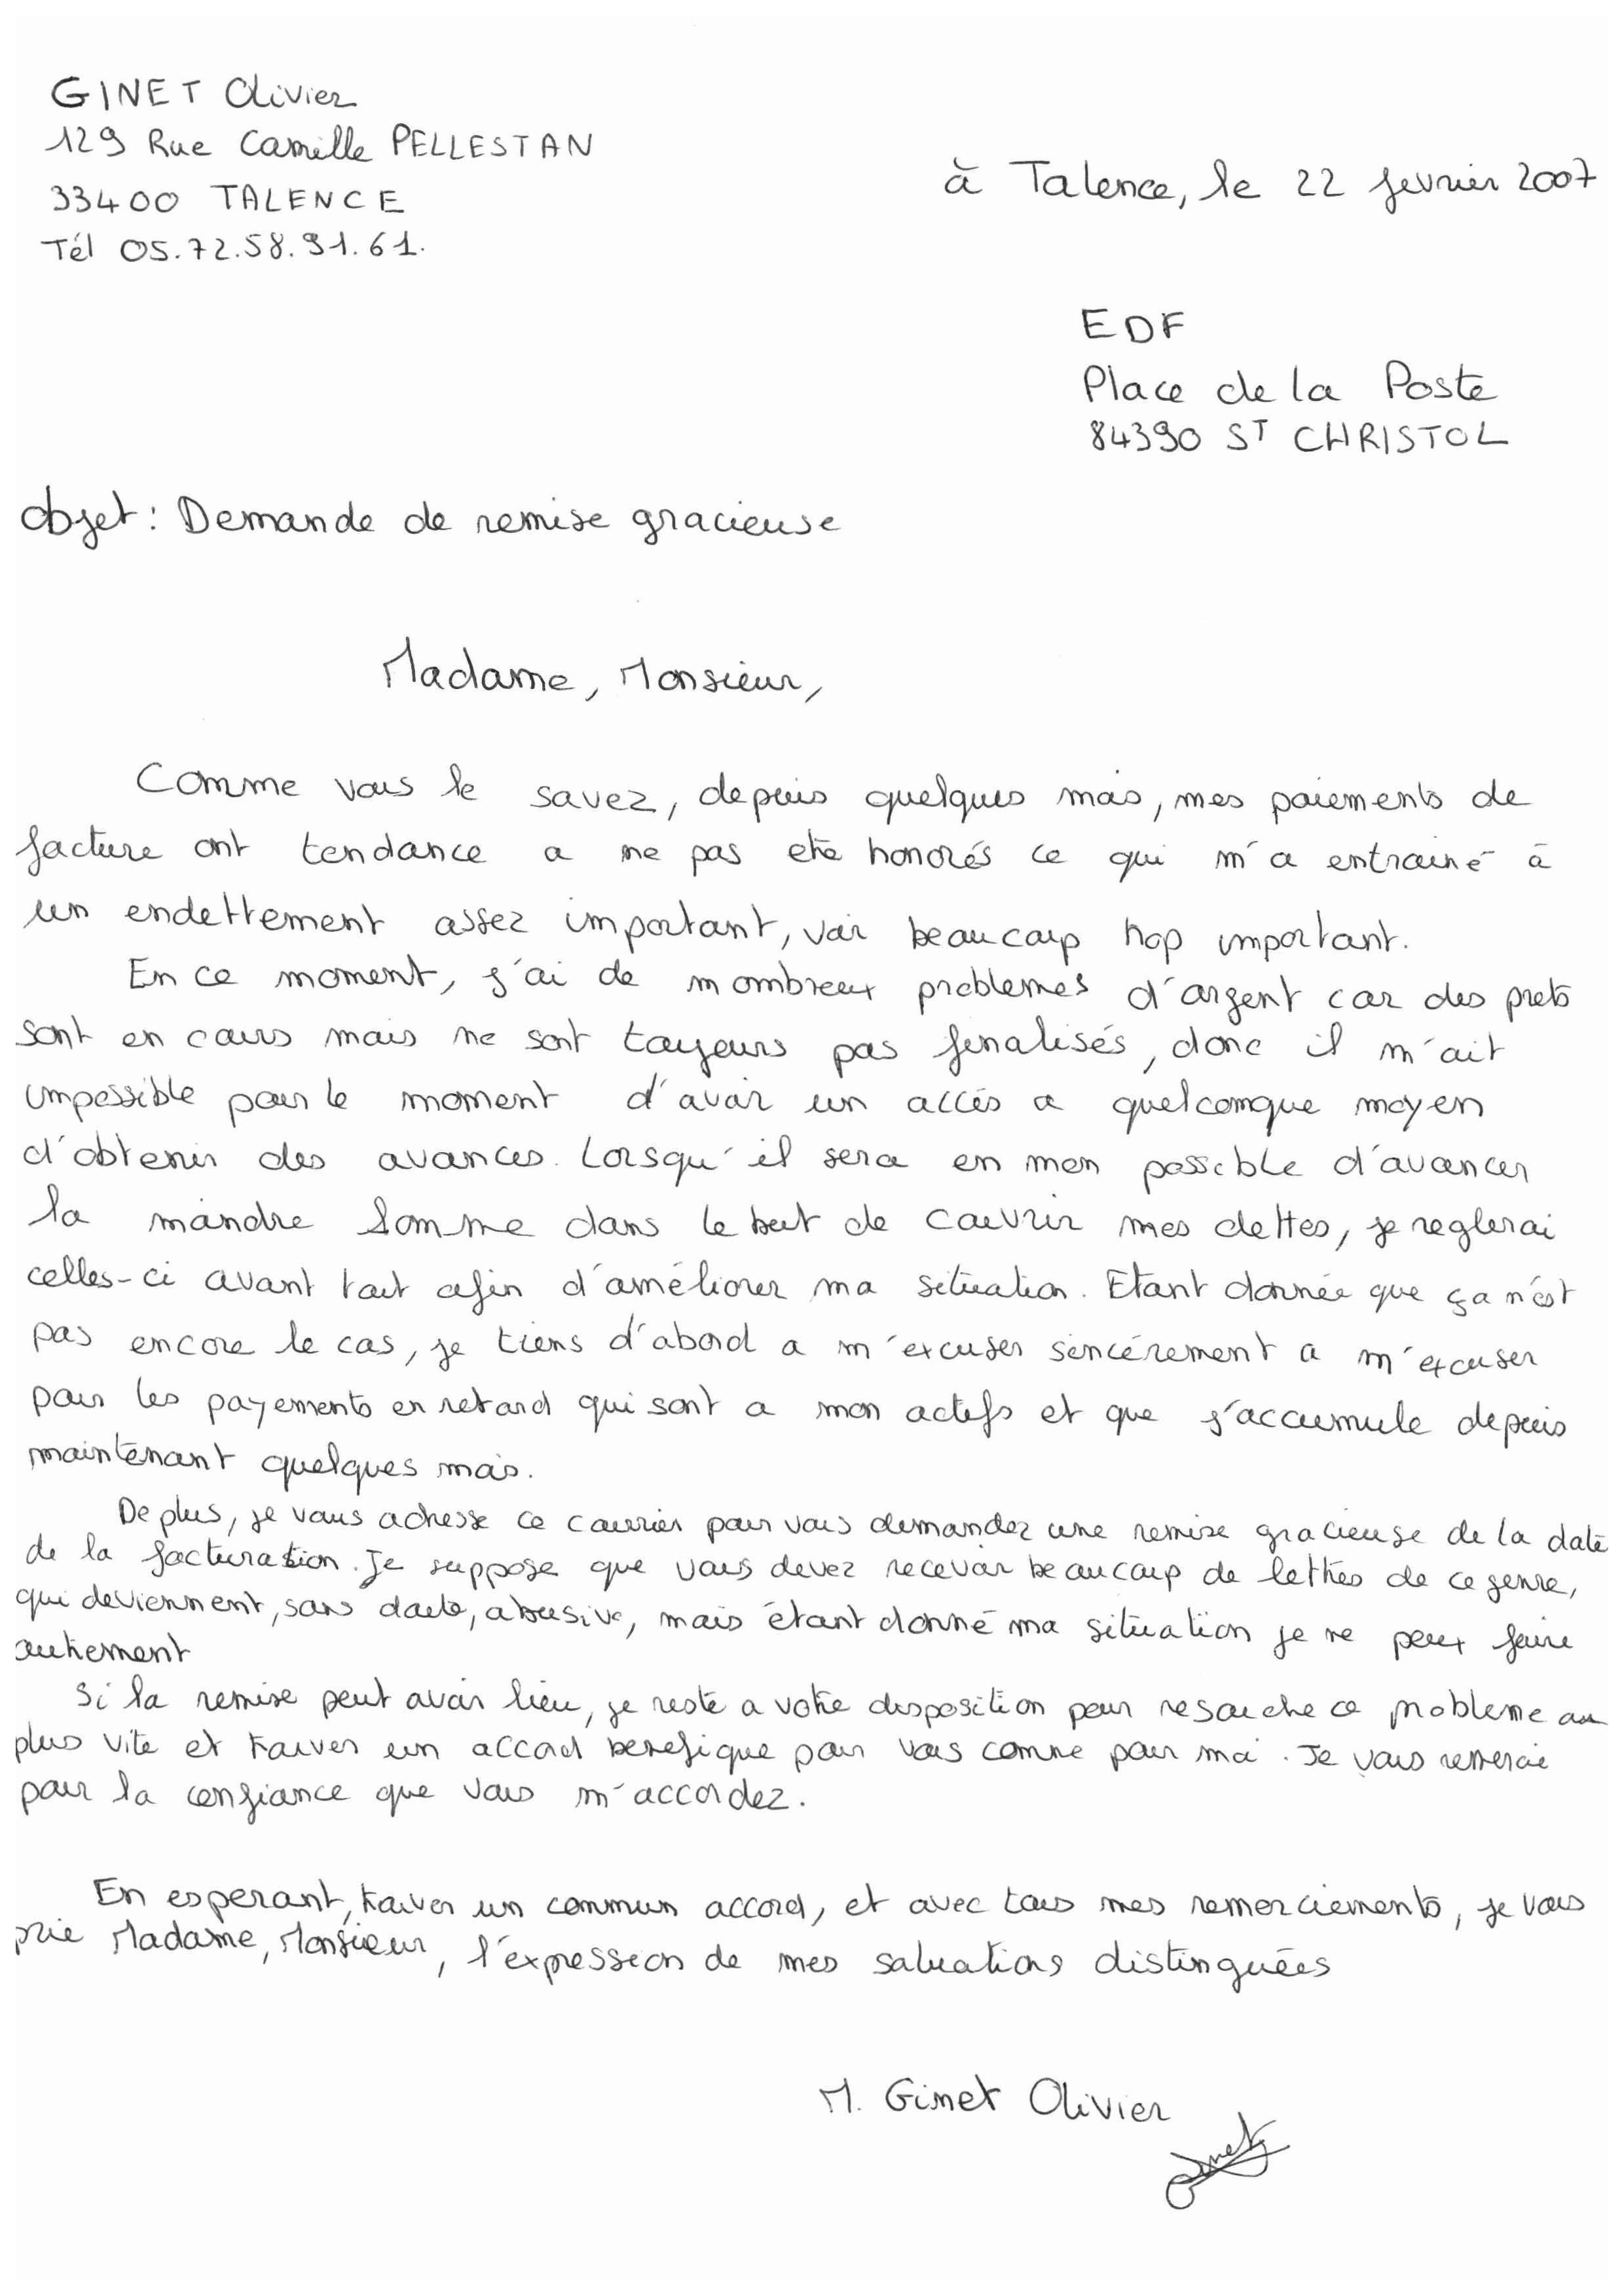 GINET Olivier
129 Rue Camille PELLESTAN
33400 TALENCE
Tél 05.72.58.91.61.
à Talence, le 22 fevrier 2007
EDF
Place de la Poste
84390 ST CHRISTOL
objet : Demande de remise gracieuse
Madame, Monsieur,
Comme vous le savez, depuis quelques mois, mes paiements de
facture ont tendance a ne pas eté honorés ce qui m'a entrainé à
un endettement assez important, voir beaucoup trop important.
En ce moment, j'ai de nombreux problemes d'argent car des prets
sont en cours mais ne sont toujours pas finalisés, donc il m'ait
impossible pour le moment d'avoir un accés a quelconque moyen
d'obtenir des avances. Lorsqu'il sera en mon possible d'avancer
la moindre somme dans le but de couvrir mes dettes, je reglerai
celles-ci avant tout afin d'améliorer ma situation. Etant donnée que ça n'est
pas encore le cas, je tiens d'abord a m'excuser sincérement a m'excuser
pour les payements en retard qui sont a mon actifs et que j'accumule depuis
maintenant quelques mois.
De plus, je vous adresse ce courrier pour vous demander une remise gracieuse de la date
de la facturation. Je suppose que vous devez recevoir beaucoup de lettres de ce genre,
qui deviennent, sans doute, abusive, mais étant donné ma situation je ne peux faire
autrement
Si la remise peut avoir lieu, je reste a votre disposition pour resoudre ce probleme au
plus vite et trouver un accord benefique pour vous comme pour moi. Je vous remercie
pour la confiance que vous m'accordez.
En esperant, trouver un commun accord, et avec tous mes remerciements, je vous
prie Madame, Monsieur, l'expression de mes saluations distinguées
M. Ginet Olivier
Ginet